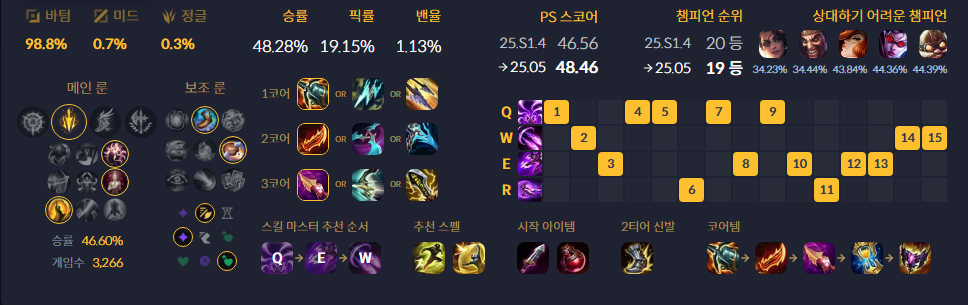 바텀 미드 정글
98.8% 0.7% 0.3%
승률 픽률 밴율
48.28% 19.15% 1.13%
PS 스코어
25.S1.4 46.56
→25.05 48.46
챔피언 순위
25.S1.4 20 등
→25.05 19 등
상대하기 어려운 챔피언
34.23% 34.44% 43.84% 44.36% 44.39%
메인 룬 보조 룬
승률 46.60%
게임수 3,266
1코어 OR OR
2코어 OR OR
3코어 OR OR
Q 1 4 5 7 9
W 2 14 15
E 3 8 10 12 13
R 6 11
스킬 마스터 추천 순서
Q → E → W
추천 스펠
시작 아이템
2티어 신발
코어템